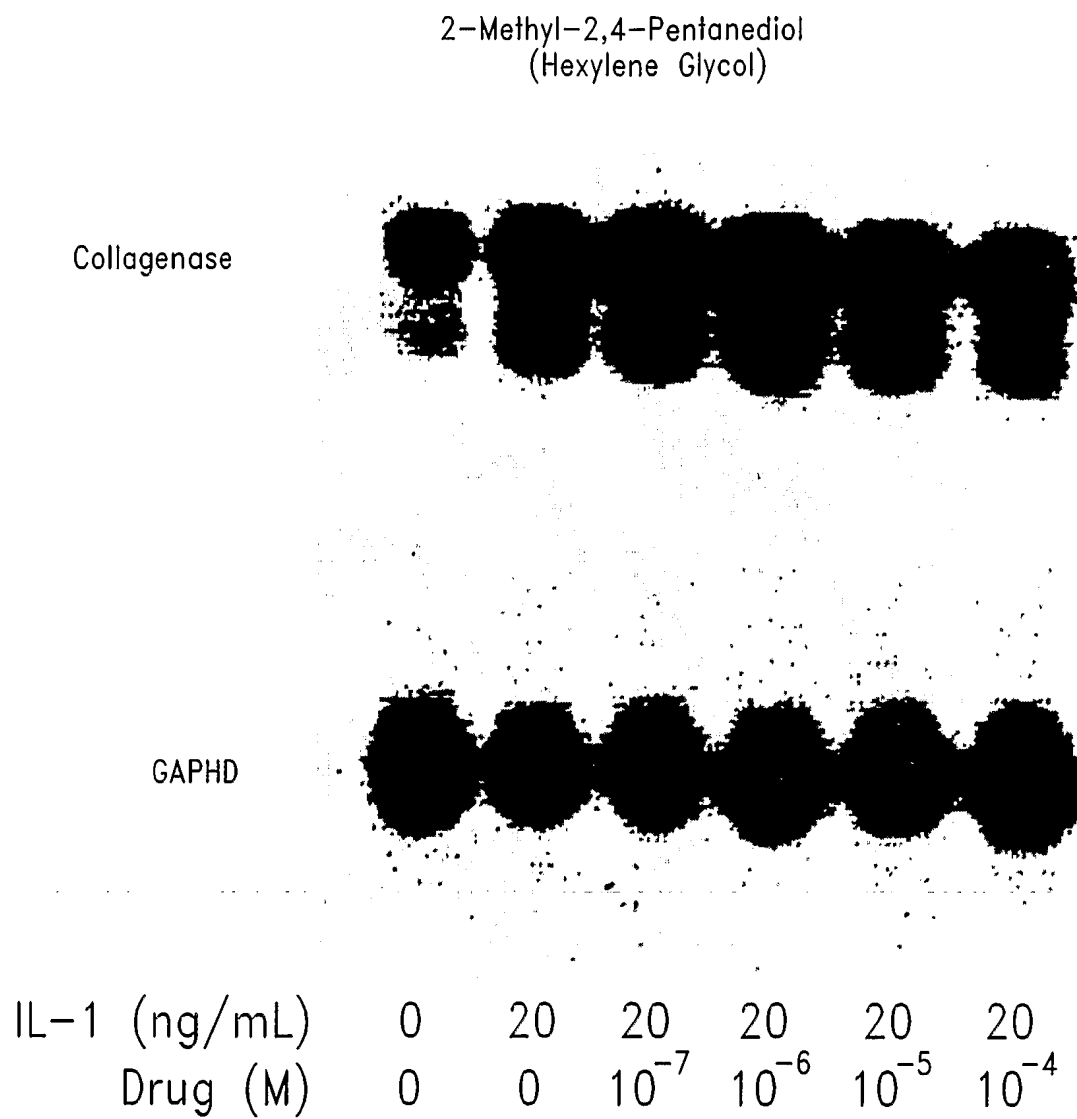 2-Methyl-2,4-Pentanediol
(Hexylene Glycol)
Collagenase
GAPHD
IL-1 (ng/mL) 0 20 20 20 20 20
Drug (M) 0 0 10⁻⁷ 10⁻⁶ 10⁻⁵ 10⁻⁴